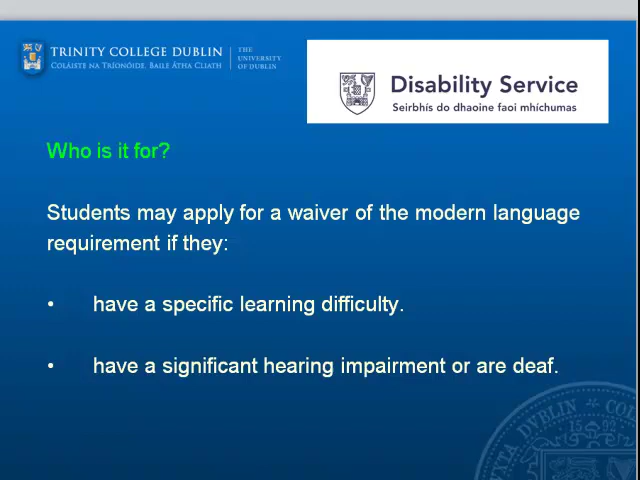 TRINITY COLLEGE DUBLIN
COLÁISTE NA TRÍONÓIDE, BAILE ÁTHA CLIATH
THE
UNIVERSITY
OF DUBLIN
Disability Service
Seirbhís do dhaoine faoi mhíchumas
Who is it for?
Students may apply for a waiver of the modern language
requirement if they:
• have a specific learning difficulty.
• have a significant hearing impairment or are deaf.